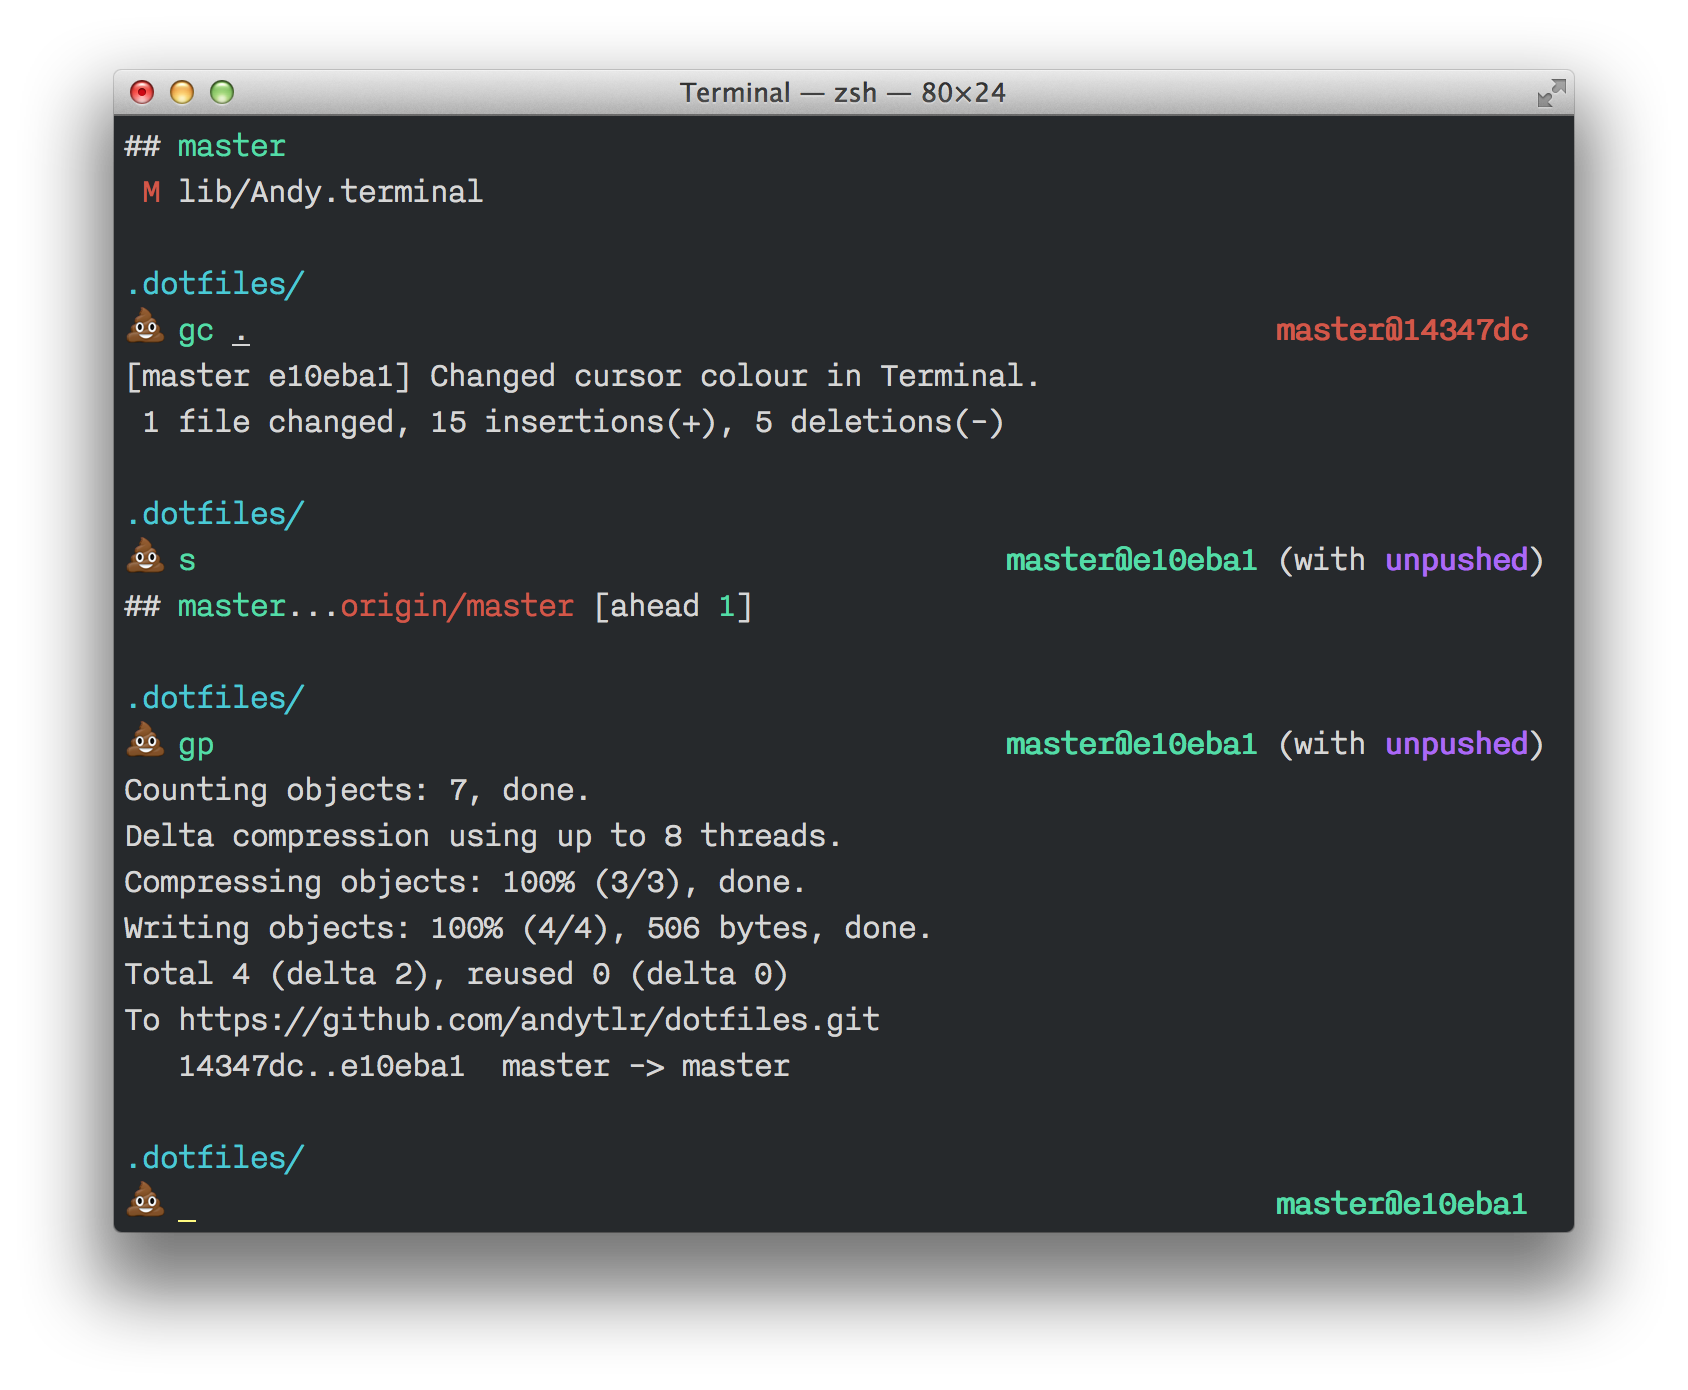 Terminal — zsh — 80×24
## master
 M lib/Andy.terminal
.dotfiles/
💩 gc . master@14347dc
[master e10eba1] Changed cursor colour in Terminal.
 1 file changed, 15 insertions(+), 5 deletions(-)
.dotfiles/
💩 s master@e10eba1 (with unpushed)
## master...origin/master [ahead 1]
.dotfiles/
💩 gp master@e10eba1 (with unpushed)
Counting objects: 7, done.
Delta compression using up to 8 threads.
Compressing objects: 100% (3/3), done.
Writing objects: 100% (4/4), 506 bytes, done.
Total 4 (delta 2), reused 0 (delta 0)
To https://github.com/andytlr/dotfiles.git
   14347dc..e10eba1  master -> master
.dotfiles/
💩 _ master@e10eba1